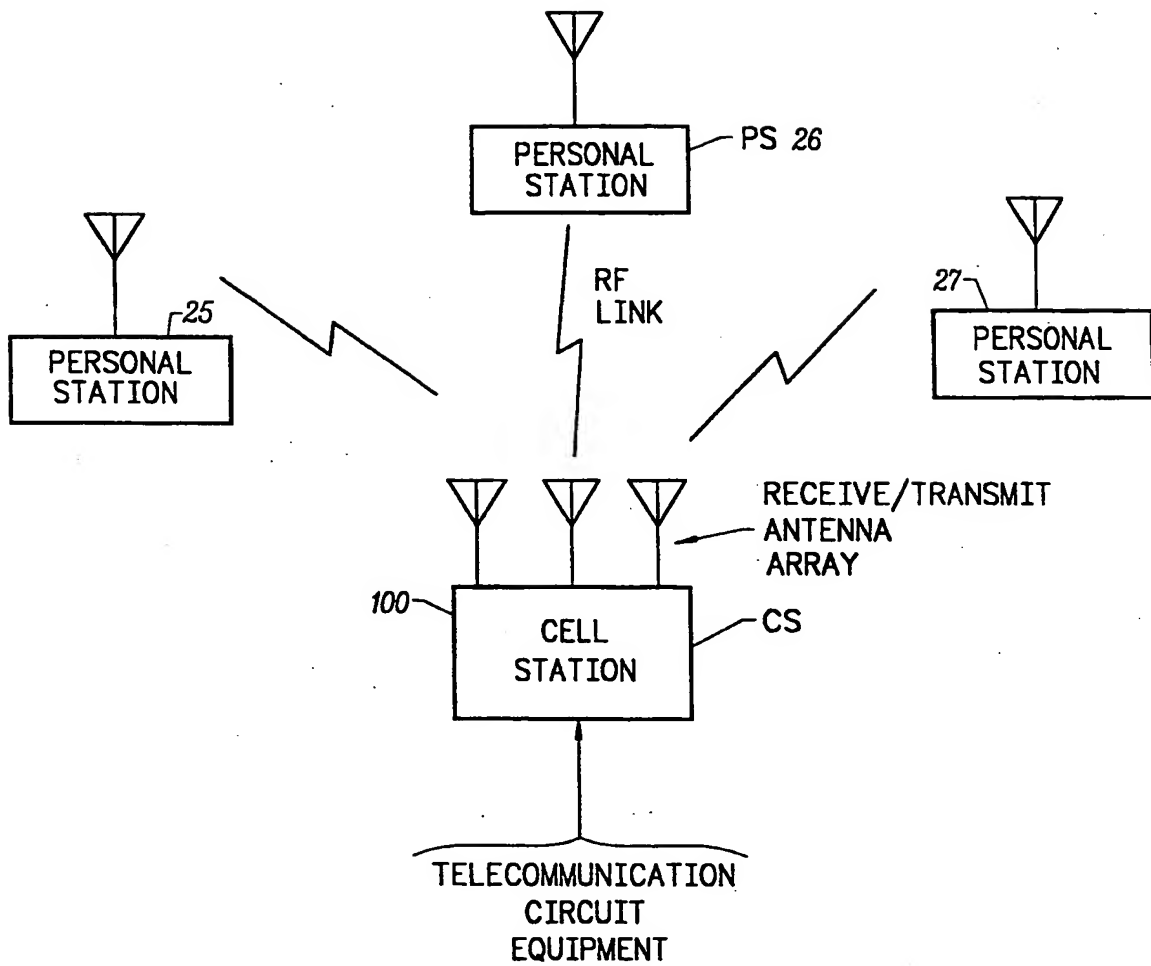 PERSONAL
STATION
PS 26
25
PERSONAL
STATION
RF
LINK
27
PERSONAL
STATION
RECEIVE/TRANSMIT
ANTENNA
ARRAY
100
CELL
STATION
CS
TELECOMMUNICATION
CIRCUIT
EQUIPMENT